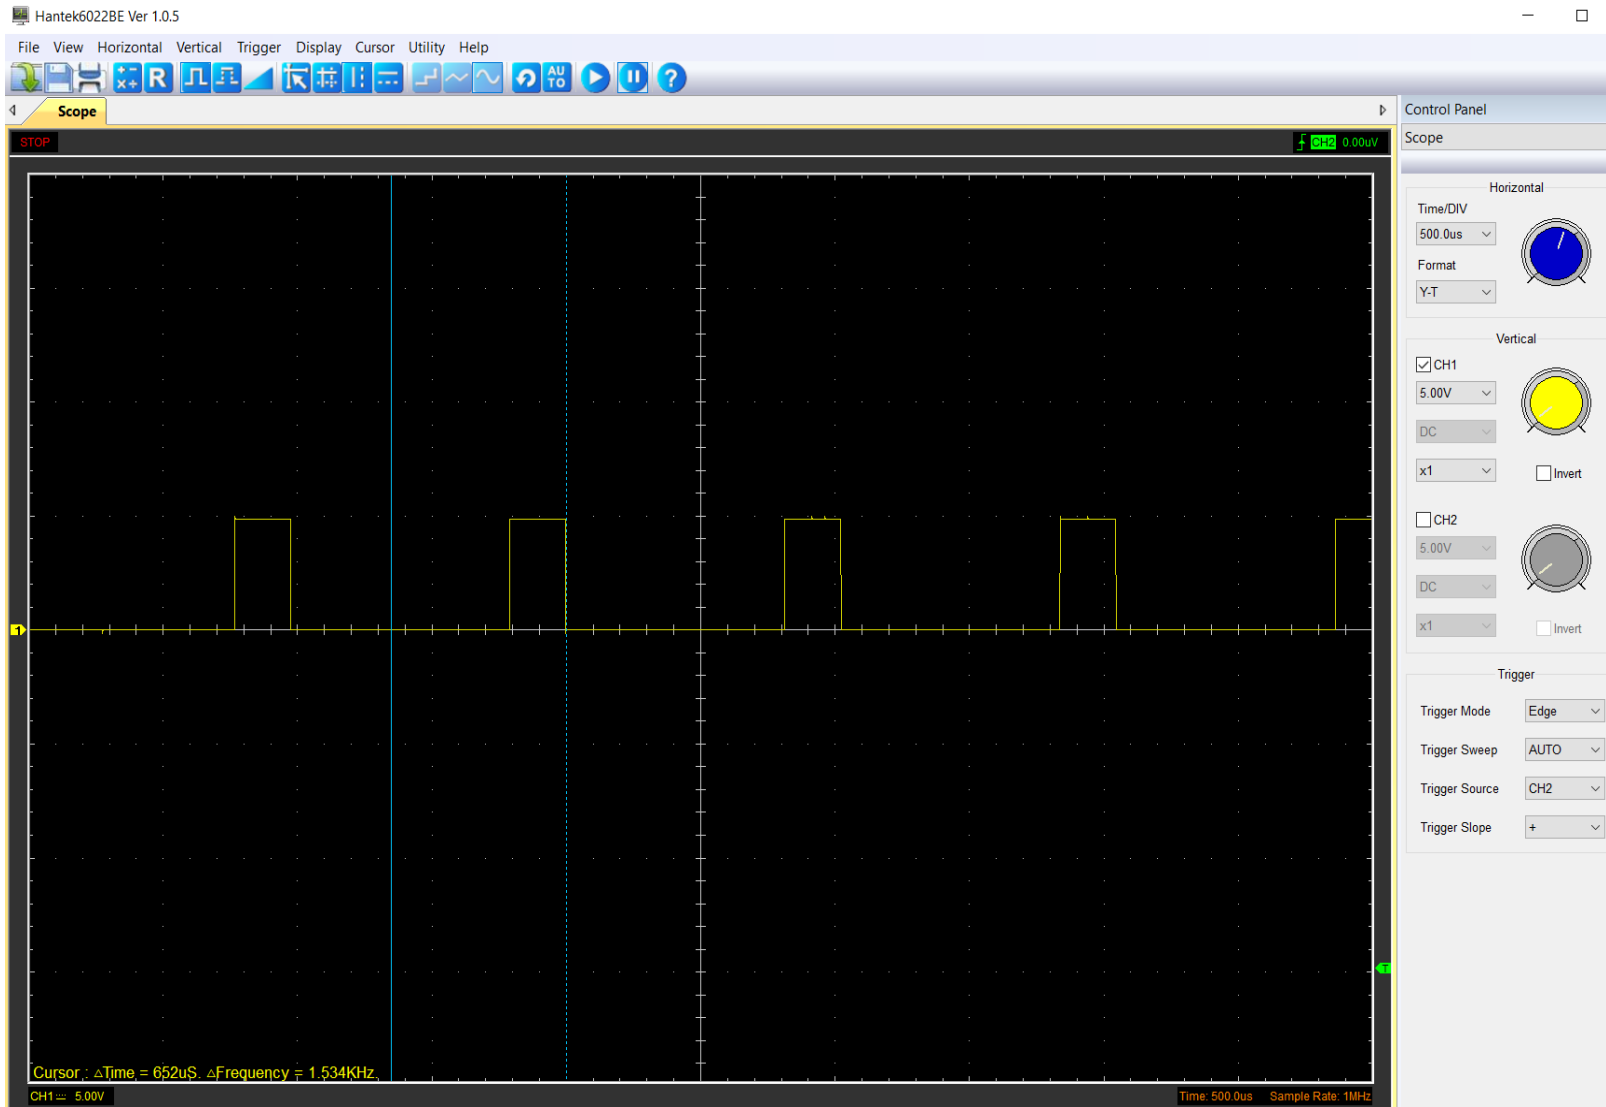 Hantek6022BE Ver 1.0.5
File View Horizontal Vertical Trigger Display Cursor Utility Help
R AU TO ?
Scope
STOP
CH2 0.00uV
1
T
Cursor : △Time = 652uS. △Frequency = 1.534KHz.
CH1 5.00V
Time: 500.0us Sample Rate: 1MHz
Control Panel
Scope
Horizontal
Time/DIV
500.0us
Format
Y-T
Vertical
CH1
5.00V
DC
x1
Invert
CH2
5.00V
DC
x1
Invert
Trigger
Trigger Mode Edge
Trigger Sweep AUTO
Trigger Source CH2
Trigger Slope +